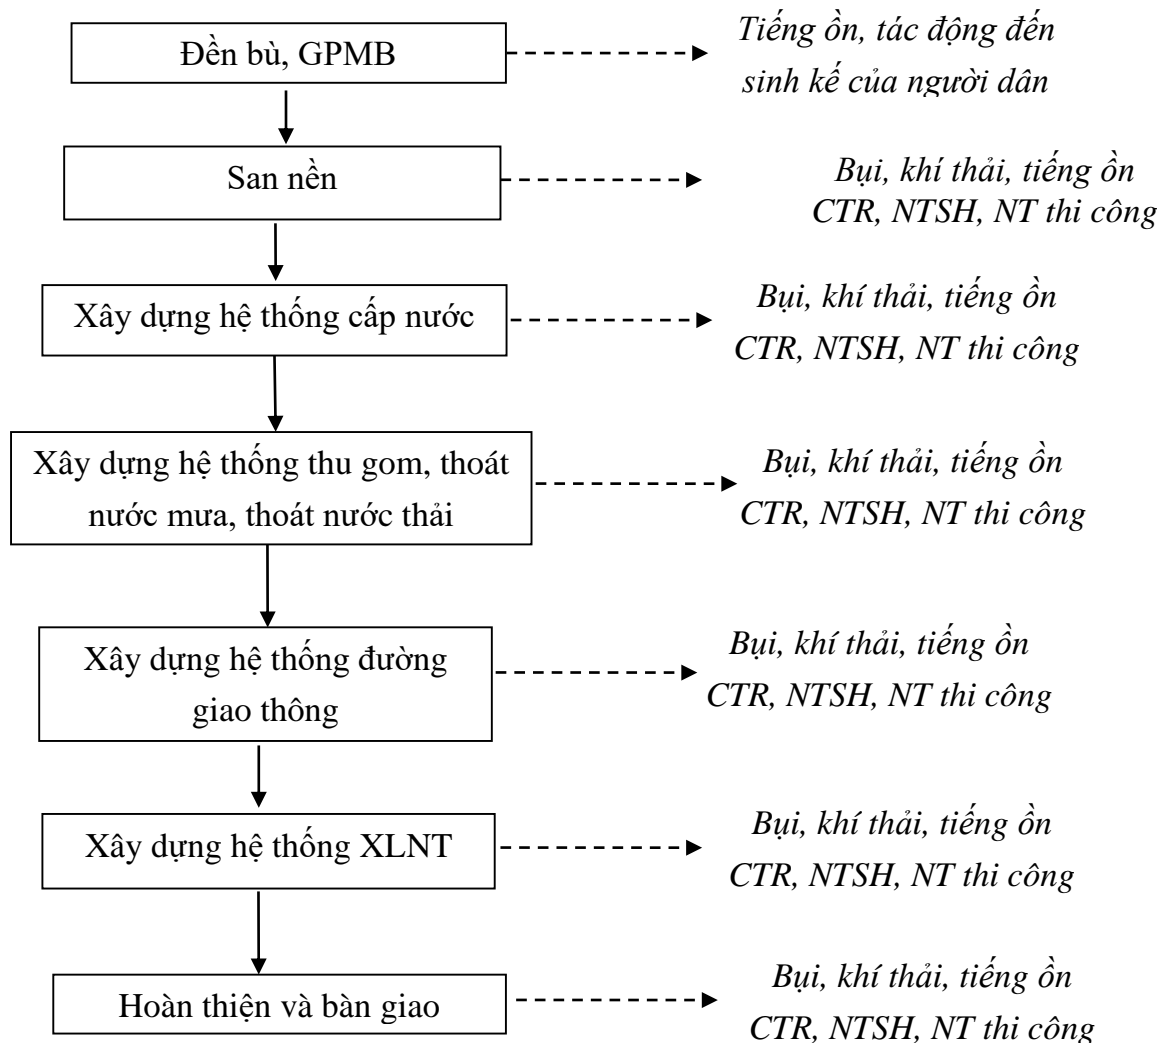 Đền bù, GPMB
Tiếng ồn, tác động đến
sinh kế của người dân
San nền
Bụi, khí thải, tiếng ồn
CTR, NTSH, NT thi công
Xây dựng hệ thống cấp nước
Bụi, khí thải, tiếng ồn
CTR, NTSH, NT thi công
Xây dựng hệ thống thu gom, thoát
nước mưa, thoát nước thải
Bụi, khí thải, tiếng ồn
CTR, NTSH, NT thi công
Xây dựng hệ thống đường
giao thông
Bụi, khí thải, tiếng ồn
CTR, NTSH, NT thi công
Xây dựng hệ thống XLNT
Bụi, khí thải, tiếng ồn
CTR, NTSH, NT thi công
Hoàn thiện và bàn giao
Bụi, khí thải, tiếng ồn
CTR, NTSH, NT thi công